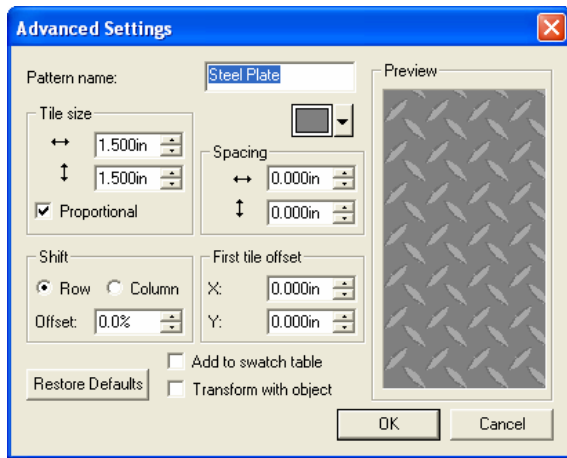 Advanced Settings
Pattern name: Steel Plate
Preview
Tile size
1.500in
1.500in
Proportional
Spacing
0.000in
0.000in
Shift
Row Column
Offset: 0.0%
First tile offset
X: 0.000in
Y: 0.000in
Restore Defaults
Add to swatch table
Transform with object
OK Cancel